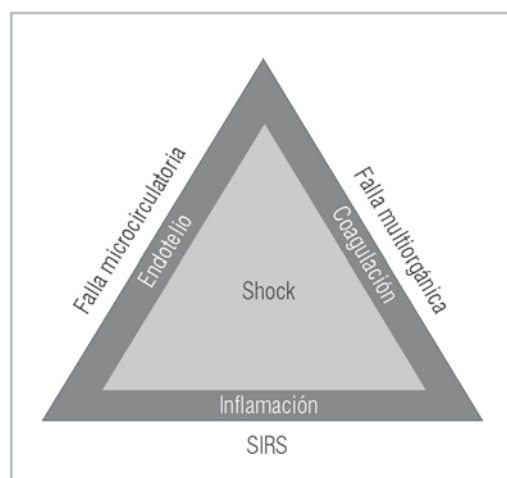 Falla microcirculatoria
Endotelio
Shock
Coagulación
Falla multiorgánica
Inflamación
SIRS